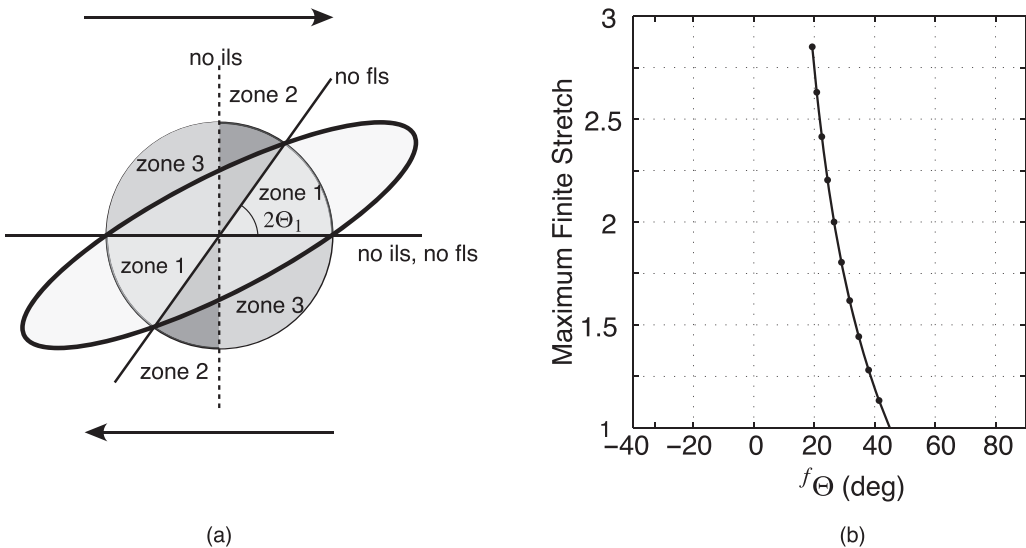 no ils
no fls
zone 2
zone 3
zone 1
2Θ₁
no ils, no fls
zone 1
zone 3
zone 2
(a)
Maximum Finite Stretch
3
2.5
2
1.5
1
−40 −20 0 20 40 60 80
fΘ (deg)
(b)